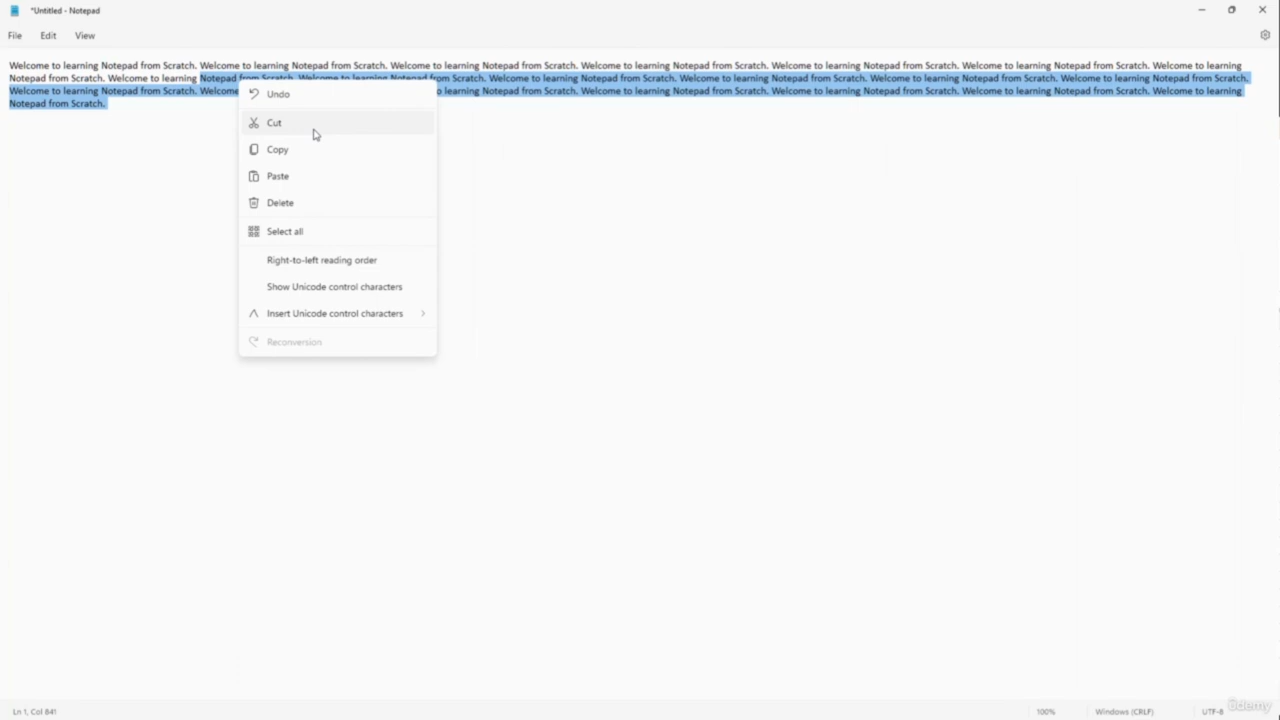 *Untitled - Notepad
File Edit View
Welcome to learning Notepad from Scratch. Welcome to learning Notepad from Scratch. Welcome to learning Notepad from Scratch. Welcome to learning Notepad from Scratch. Welcome to learning Notepad from Scratch. Welcome to learning Notepad from Scratch. Welcome to learning
Notepad from Scratch. Welcome to learning Notepad from Scratch. Welcome to learning Notepad from Scratch. Welcome to learning Notepad from Scratch. Welcome to learning Notepad from Scratch. Welcome to learning Notepad from Scratch. Welcome to learning Notepad from Scratch.
Welcome to learning Notepad from Scratch. Welcome o learning Notepad from Scratch. Welcome to learning Notepad from Scratch. Welcome to learning Notepad from Scratch. Welcome to learning Notepad from Scratch. Welcome to learning
Notepad from Scratch.
Undo
Cut
Copy
Paste
Delete
Select all
Right-to-left reading order
Show Unicode control characters
Insert Unicode control characters
Reconversion
Ln 1, Col 841 100% Windows (CRLF) UTF-8
ûdemy